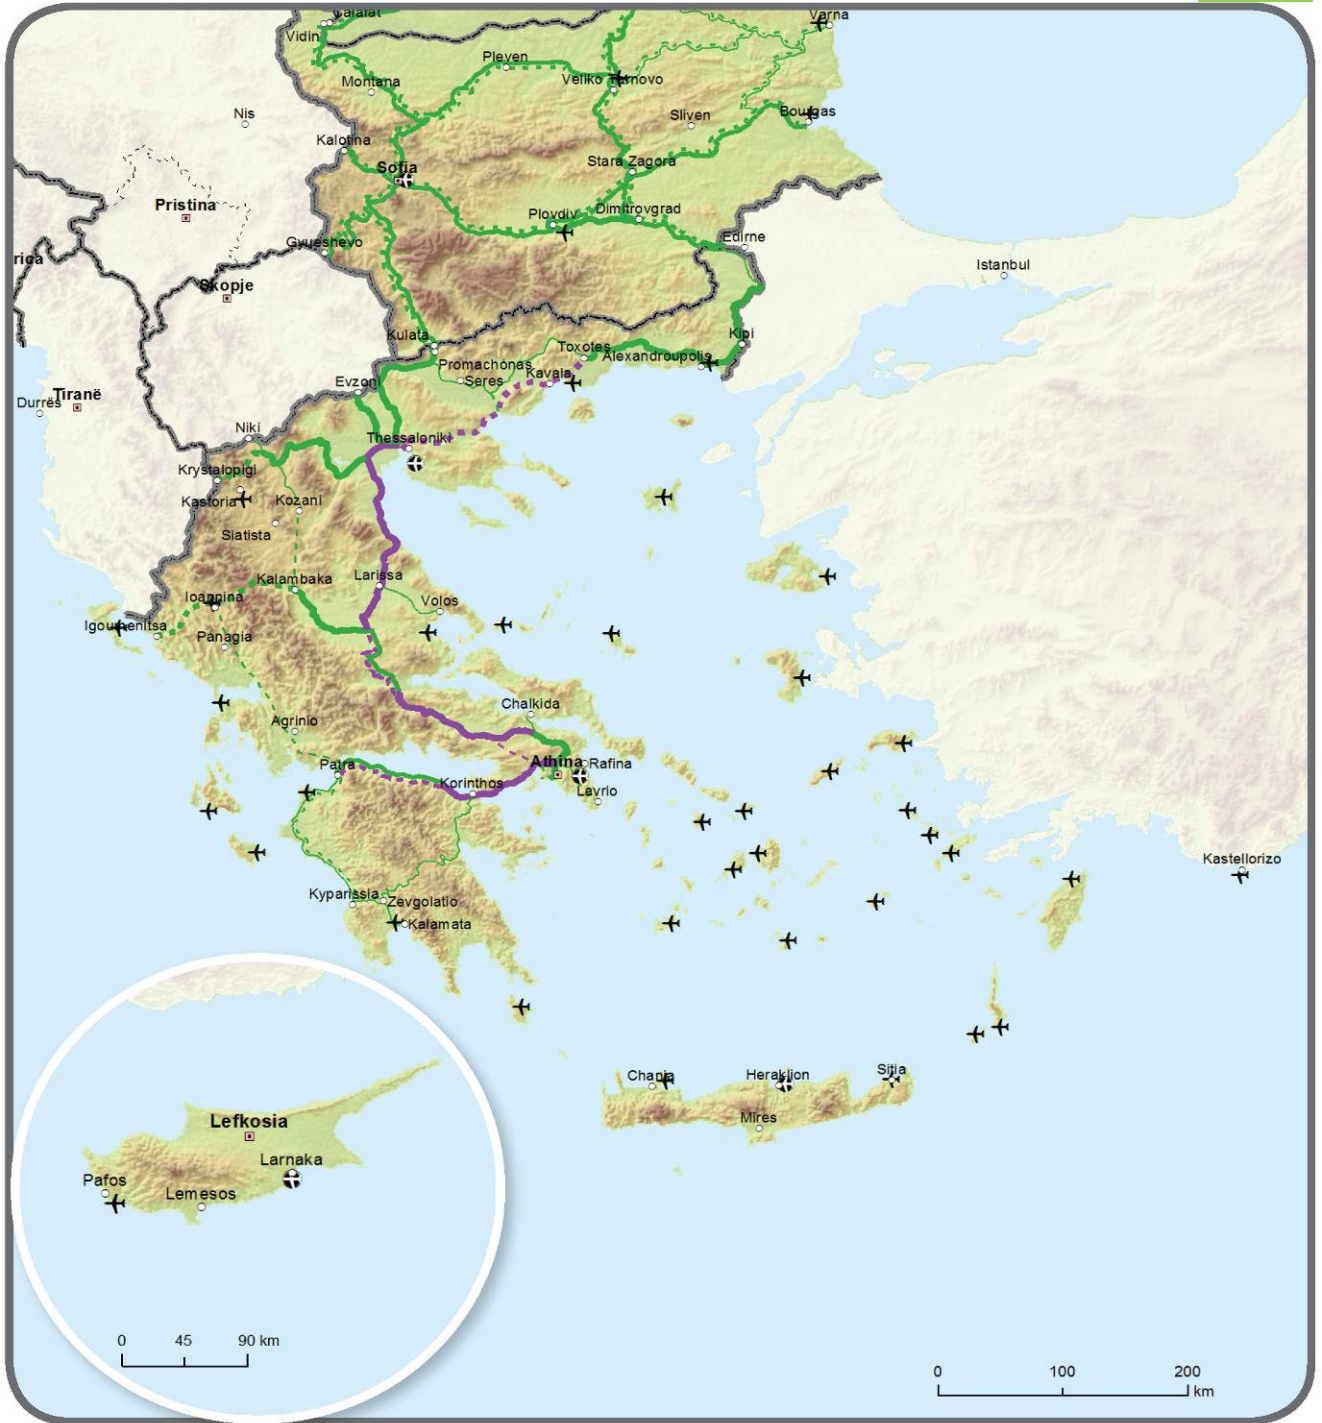 Calafat
Varna
Vidin
Pleven
Montana
Veliko Tarnovo
Nis
Sliven
Bourgas
Kalotina
Sofia
Stara Zagora
Pristina
Plovdiv
Dimitrovgrad
Gyueshevo
Edirne
rica
Istanbul
Skopje
Kulata
Kipi
Toxotes
Alexandroupolis
Promachonas
Evzoni
Seres
Kavala
Tiranë
Durrës
Niki
Thessaloniki
Krystalopigi
Kastoria
Kozani
Siatista
Kalambaka
Larissa
Ioannina
Volos
Igoumenitsa
Panagia
Chalkida
Agrinio
Patra
Athina
Rafina
Korinthos
Lavrio
Kastellorizo
Kyparissia
Zevgolatio
Kalamata
Chania
Heraklion
Sitia
Mires
Lefkosia
Larnaka
Pafos
Lemesos
0 45 90 km
0 100 200
km